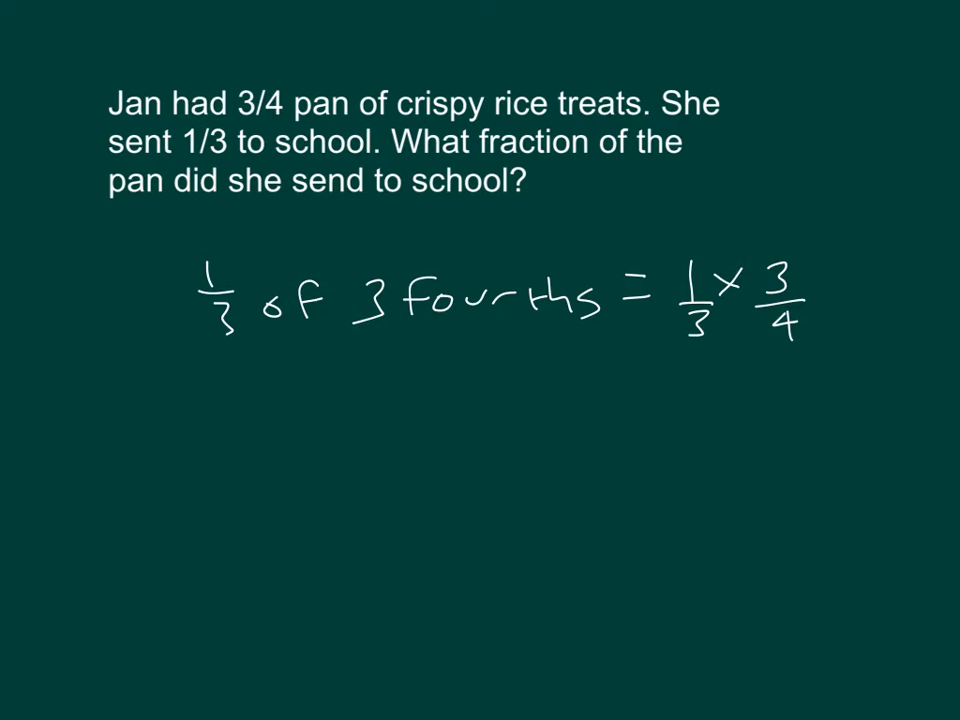 Jan had 3/4 pan of crispy rice treats. She
sent 1/3 to school. What fraction of the
pan did she send to school?
1/3 of 3 fourths = 1/3 × 3/4